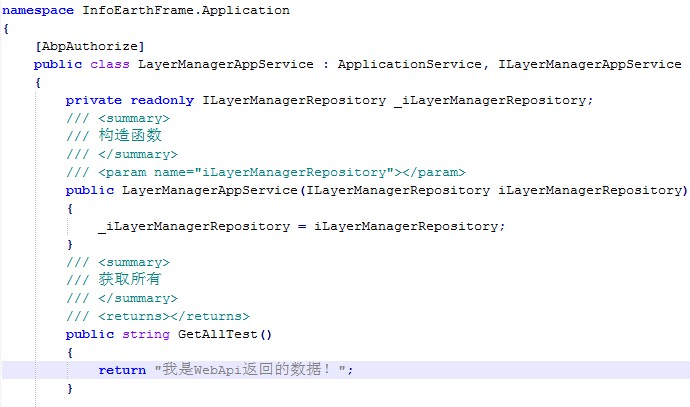 namespace InfoEarthFrame.Application
{
[AbpAuthorize]
public class LayerManagerAppService : ApplicationService, ILayerManagerAppService
{
private readonly ILayerManagerRepository _iLayerManagerRepository;
/// <summary>
/// 构造函数
/// </summary>
/// <param name="iLayerManagerRepository"></param>
public LayerManagerAppService(ILayerManagerRepository iLayerManagerRepository)
{
_iLayerManagerRepository = iLayerManagerRepository;
}
/// <summary>
/// 获取所有
/// </summary>
/// <returns></returns>
public string GetAllTest()
{
return "我是WebApi返回的数据！";
}